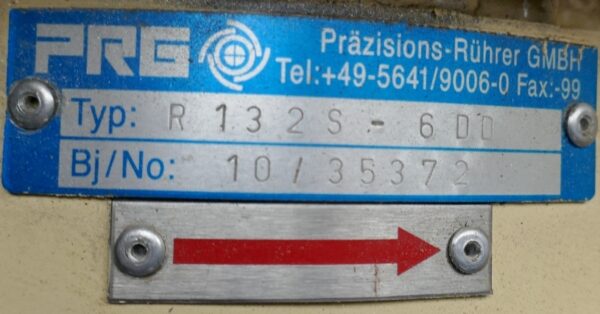 PRG Präzisions-Rührer GMBH
Tel:+49-5641/9006-0 Fax:-99
Typ: R 132S - 6DD
Bj/No: 10/35372